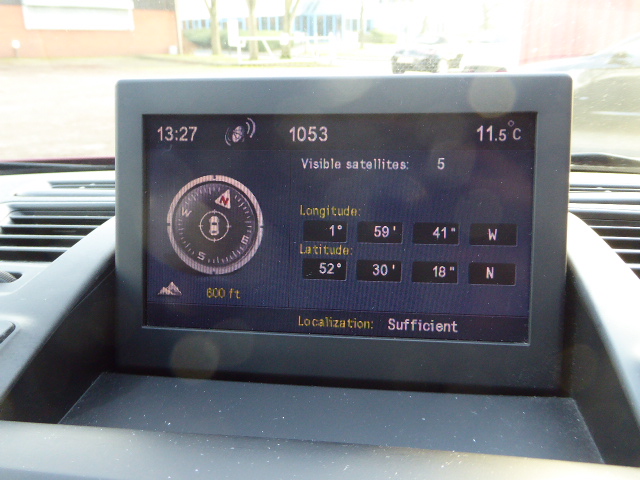 13:27 1053 11.5°C
Visible satellites: 5
N
W
E
S
Longitude:
1° 59' 41" W
Latitude:
52° 30' 18" N
600 ft
Localization: Sufficient